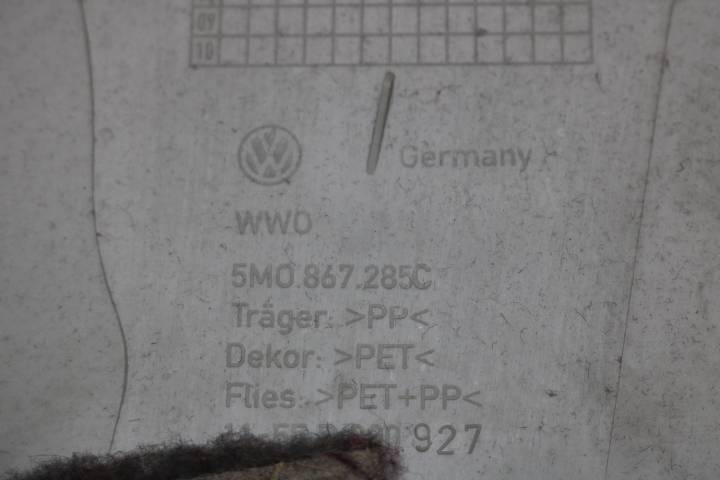 09
10
Germany
WWO
5M0.867.285C
Träger: >PP<
Dekor: >PET<
Flies: >PET+PP<
927